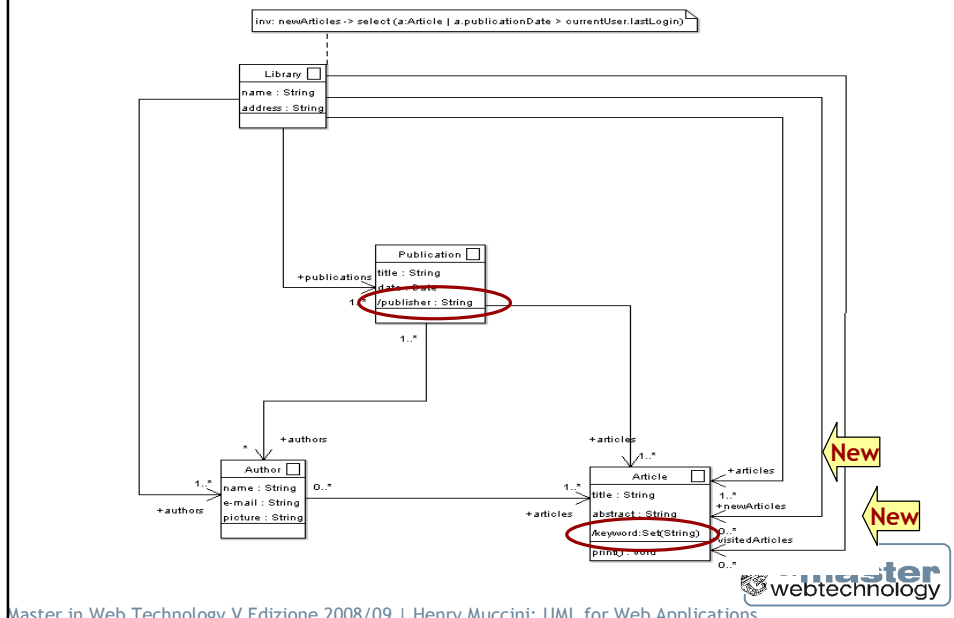 inv: newArticles -> select (a:Article | a.publicationDate > currentUser.lastLogin)
Library
name : String
address : String
Publication
title : String
date : Date
/publisher : String
+publications
1..*
1..*
+authors
*
+articles
1..*
Author
name : String
e-mail : String
picture : String
1..*
+authors
0..*
1..*
+articles
Article
title : String
abstract : String
/keyword:Set(String)
print() : void
+articles
1..*
+newArticles
0..*
visitedArticles
0..*
New
New
master
webtechnology
Master in Web Technology V Edizione 2008/09 | Henry Muccini: UML for Web Applications